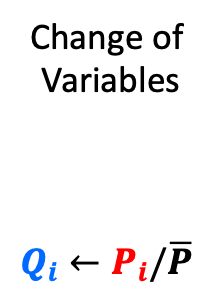 Change of
Variables
Qᵢ ← Pᵢ/P̅